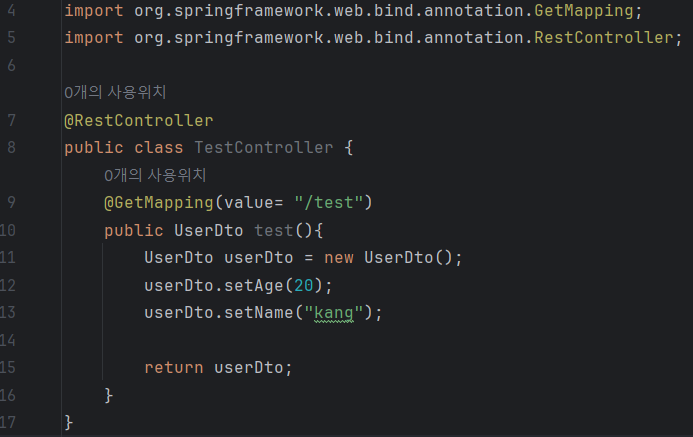 4 import org.springframework.web.bind.annotation.GetMapping;
5 import org.springframework.web.bind.annotation.RestController;
6
0개의 사용위치
7 @RestController
8 public class TestController {
0개의 사용위치
9 @GetMapping(value= "/test")
10 public UserDto test(){
11 UserDto userDto = new UserDto();
12 userDto.setAge(20);
13 userDto.setName("kang");
14
15 return userDto;
16 }
17 }